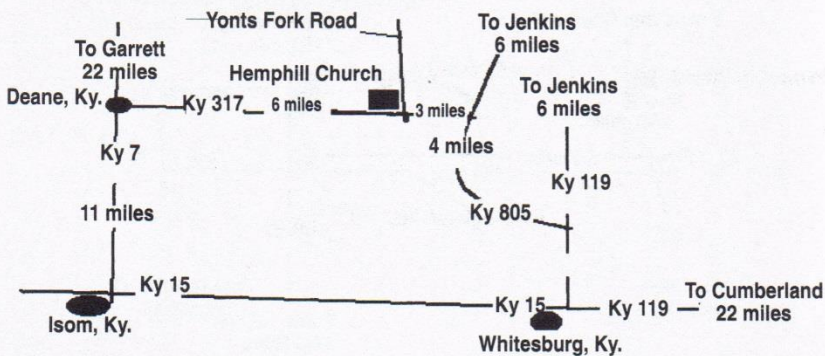 Yonts Fork Road
To Garrett
22 miles
To Jenkins
6 miles
Hemphill Church
To Jenkins
6 miles
Deane, Ky.
Ky 317
6 miles
3 miles
4 miles
Ky 7
Ky 119
11 miles
Ky 805
Ky 15
Ky 15
Ky 119
To Cumberland
22 miles
Isom, Ky.
Whitesburg, Ky.